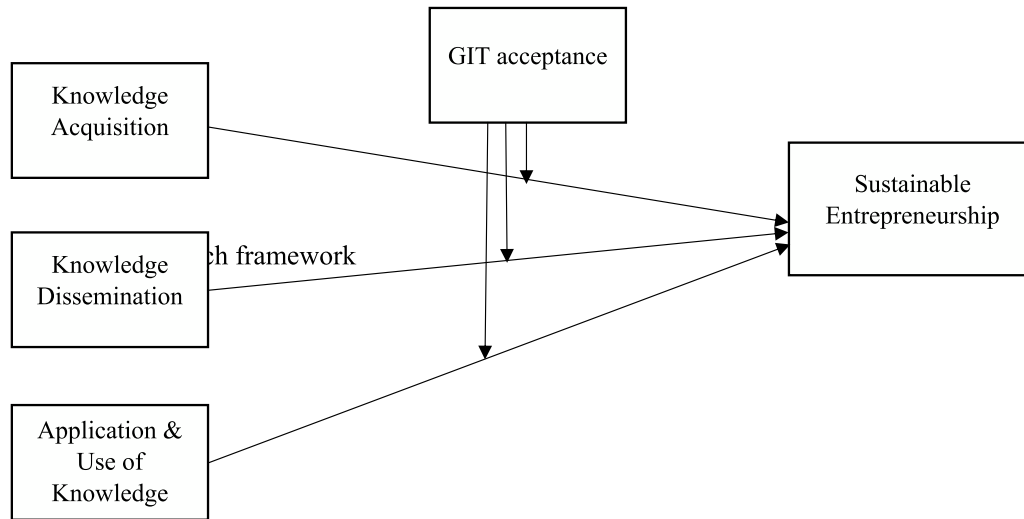 GIT acceptance
Knowledge
Acquisition
Sustainable
Entrepreneurship
ch framework
Knowledge
Dissemination
Application &
Use of
Knowledge